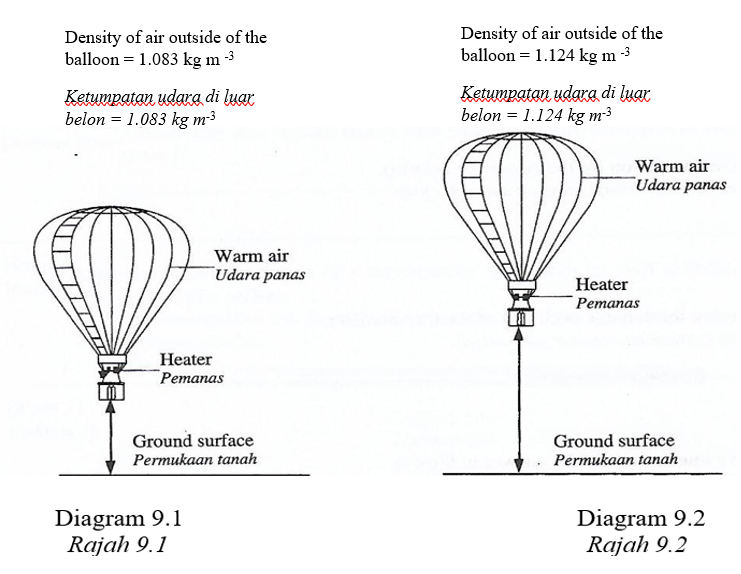 Density of air outside of the
balloon = 1.083 kg m -3
Ketumpatan udara di luar
belon = 1.083 kg m-3
Warm air
Udara panas
Heater
Pemanas
Ground surface
Permukaan tanah
Diagram 9.1
Rajah 9.1
Density of air outside of the
balloon = 1.124 kg m -3
Ketumpatan udara di luar
belon = 1.124 kg m-3
Warm air
Udara panas
Heater
Pemanas
Ground surface
Permukaan tanah
Diagram 9.2
Rajah 9.2